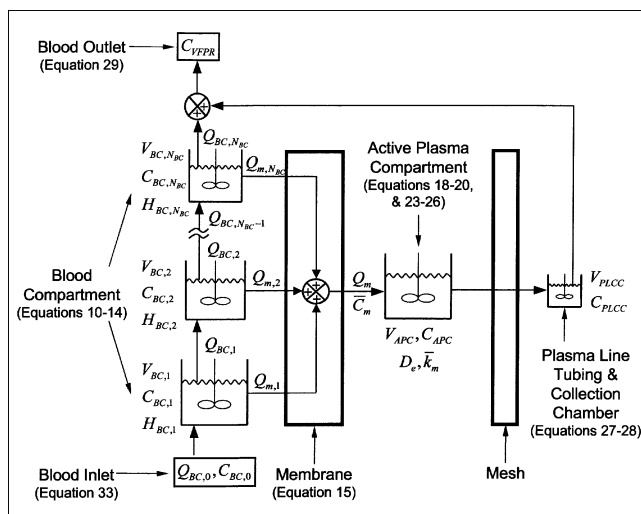 Blood Outlet
(Equation 29)
C_VFPR
Q_BC,N_BC
V_BC,N_BC
C_BC,N_BC
H_BC,N_BC
Q_m,N_BC
Q_BC,N_BC−1
Q_BC,2
V_BC,2
C_BC,2
H_BC,2
Q_m,2
Blood
Compartment
(Equations 10-14)
Q_BC,1
V_BC,1
C_BC,1
H_BC,1
Q_m,1
Blood Inlet
(Equation 33)
Q_BC,0, C_BC,0
Membrane
(Equation 15)
Q_m
C̄_m
Active Plasma
Compartment
(Equations 18-20,
& 23-26)
V_APC, C_APC
D_e, k̄_m
Mesh
V_PLCC
C_PLCC
Plasma Line
Tubing &
Collection
Chamber
(Equations 27-28)